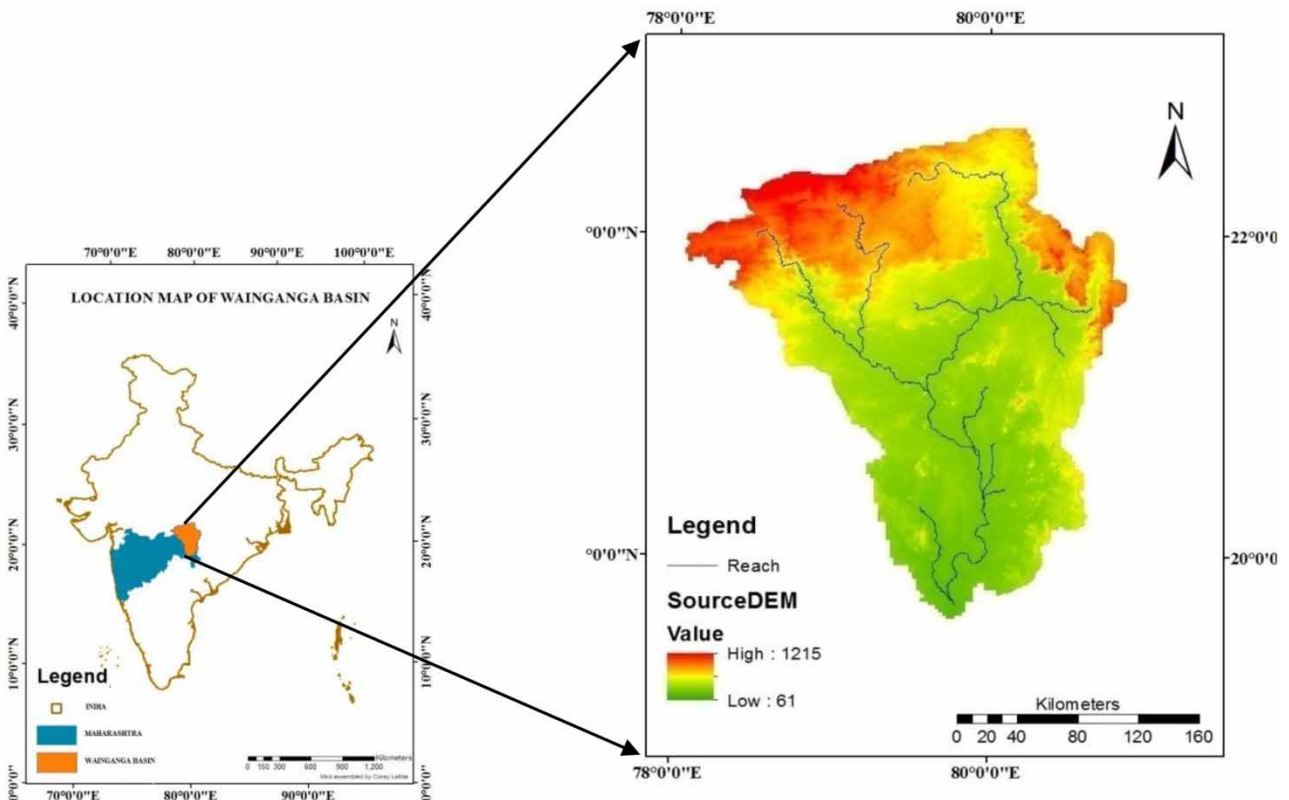 70°0'0"E 80°0'0"E 90°0'0"E 100°0'0"E
LOCATION MAP OF WAINGANGA BASIN
N
40°0'0"N
30°0'0"N
20°0'0"N
10°0'0"N
40°0'0"N
30°0'0"N
20°0'0"N
10°0'0"N
Legend
INDIA
MAHARASHTRA
WAINGANGA BASIN
0 150 300 600 900 1,200
Kilometers
70°0'0"E 80°0'0"E 90°0'0"E
78°0'0"E 80°0'0"E
N
°0'0"N
22°0'0
°0'0"N
20°0'0
Legend
Reach
SourceDEM
Value
High : 1215
Low : 61
Kilometers
0 20 40 80 120 160
78°0'0"E 80°0'0"E